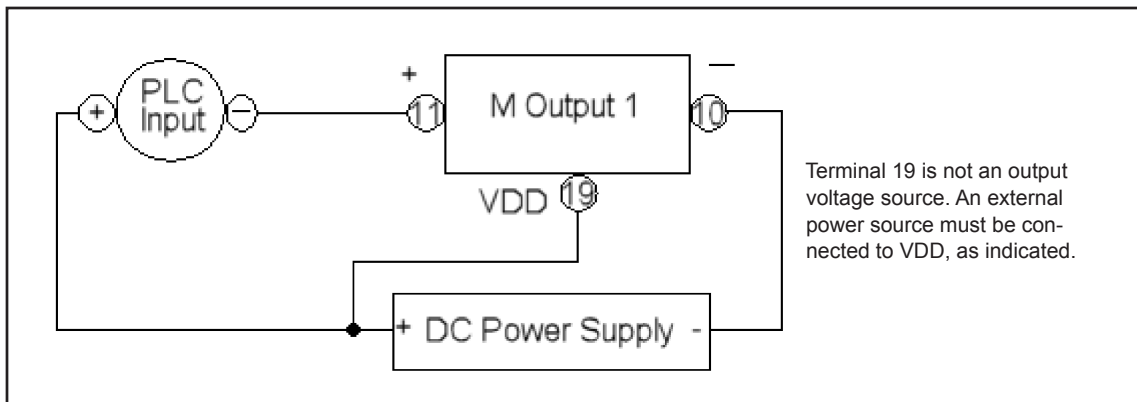 + —
PLC
Input
+ − 11 M Output 1 10
VDD 19
Terminal 19 is not an output
voltage source. An external
power source must be con-
nected to VDD, as indicated.
+ DC Power Supply -